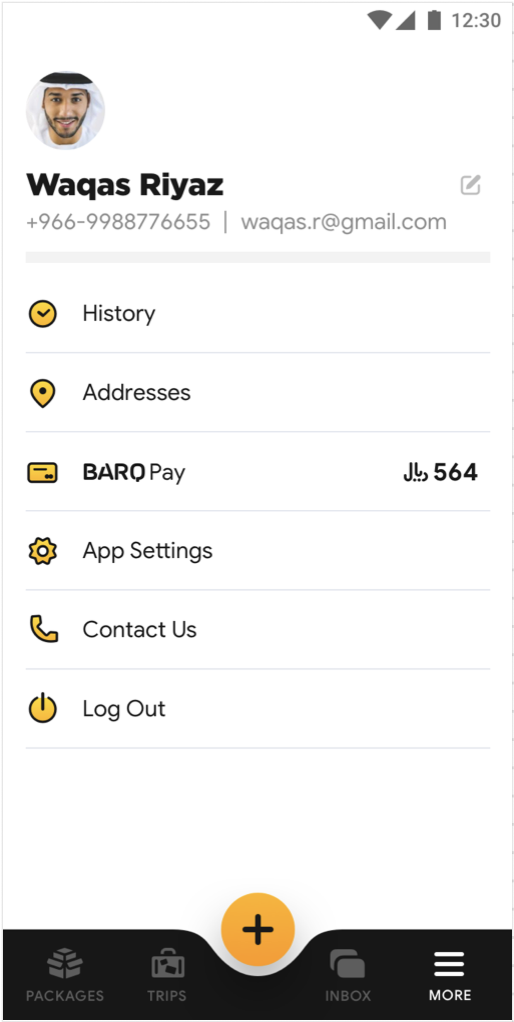 12:30
Waqas Riyaz
+966-9988776655 | waqas.r@gmail.com
History
Addresses
BARQ Pay ﷼ 564
App Settings
Contact Us
Log Out
+
PACKAGES TRIPS INBOX MORE